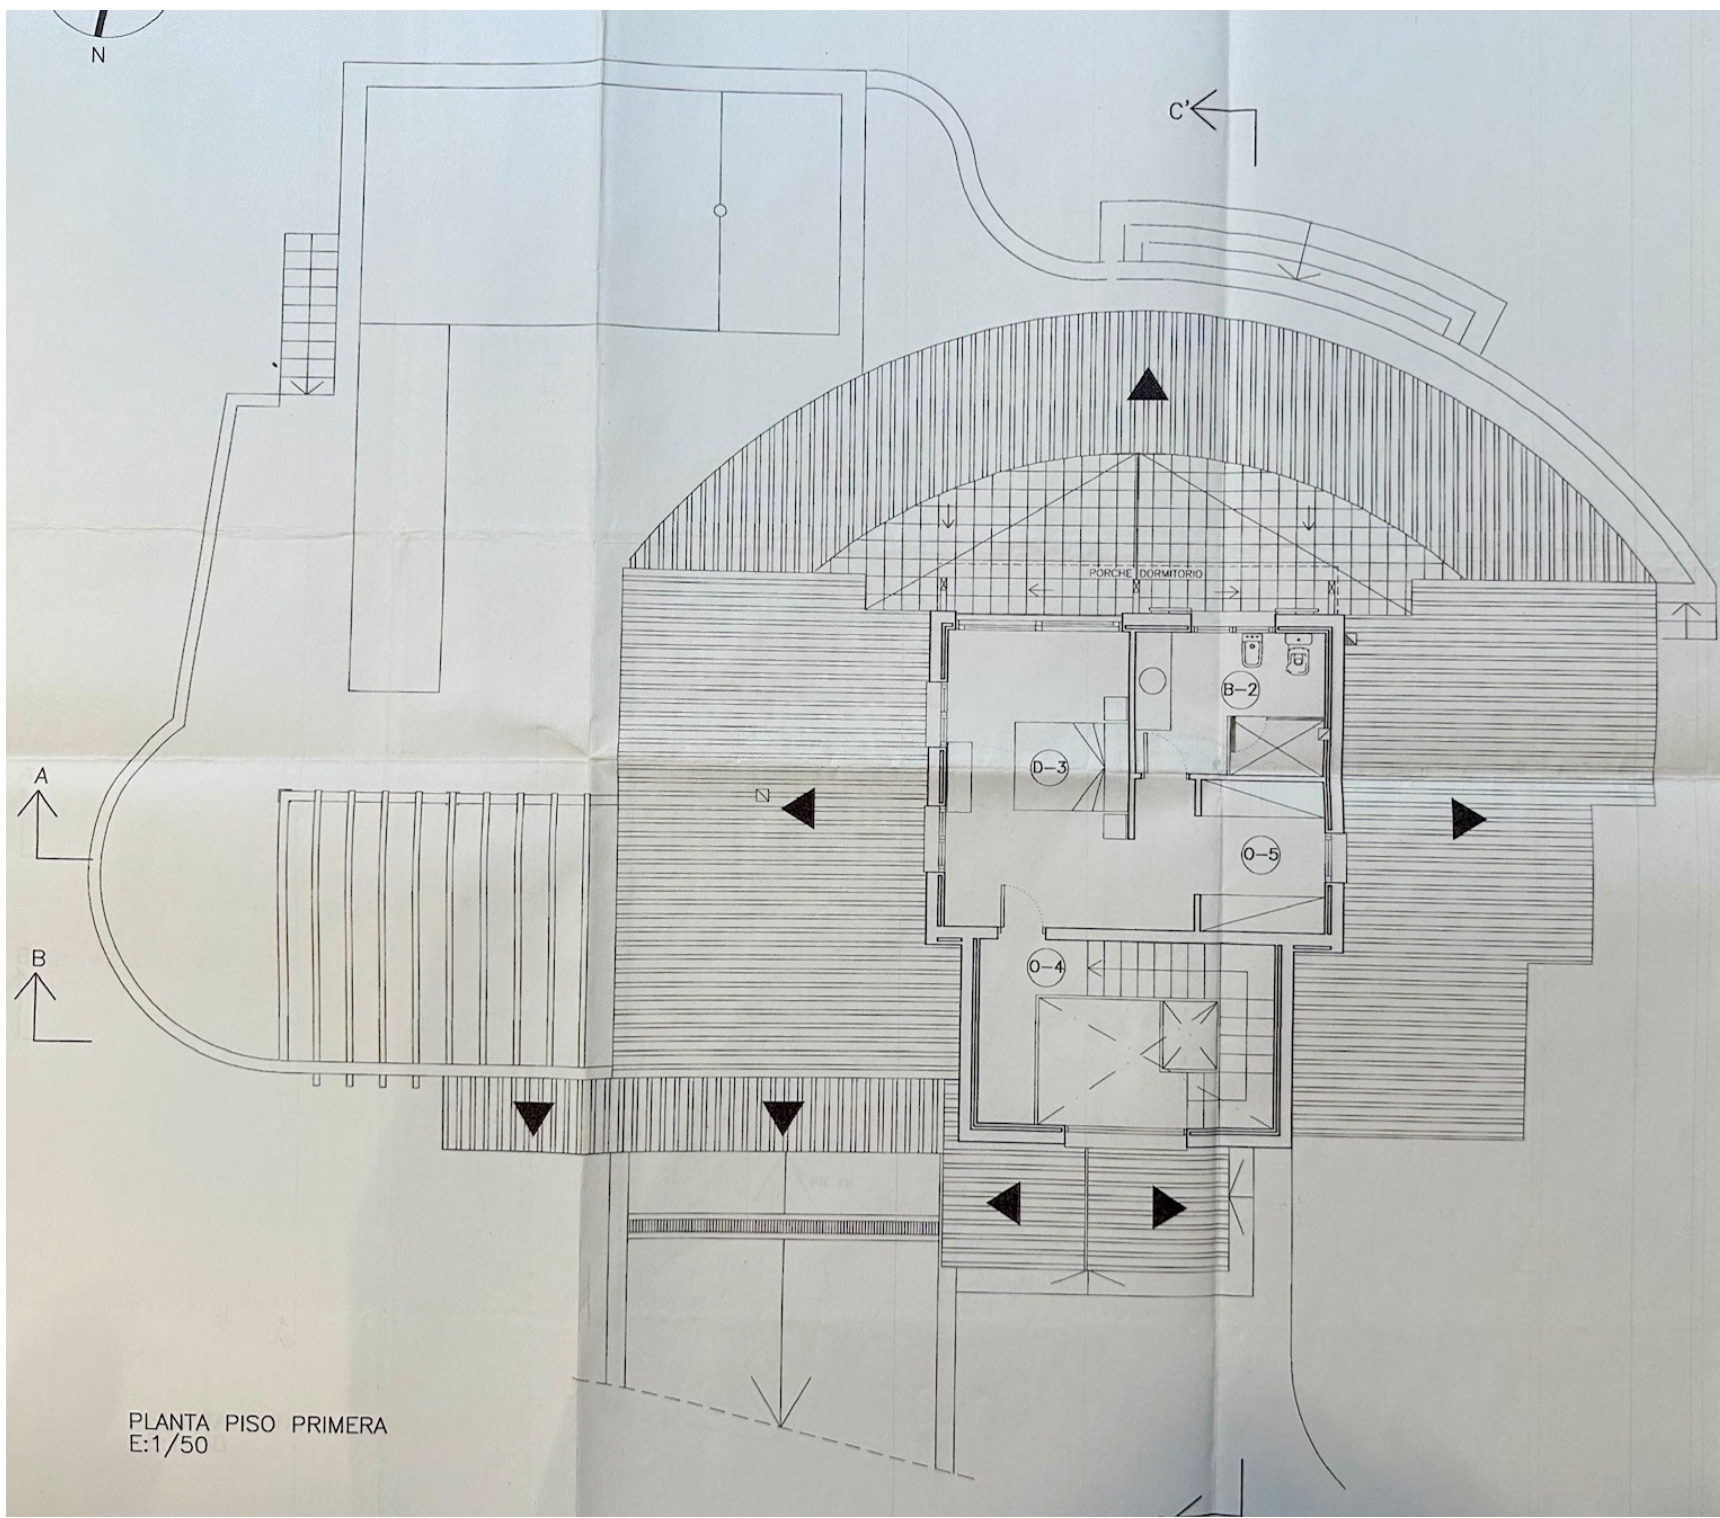 N
C'
PORCHE DORMITORIO
B-2
D-3
A
O-5
B
O-4
PLANTA PISO PRIMERA
E:1/50